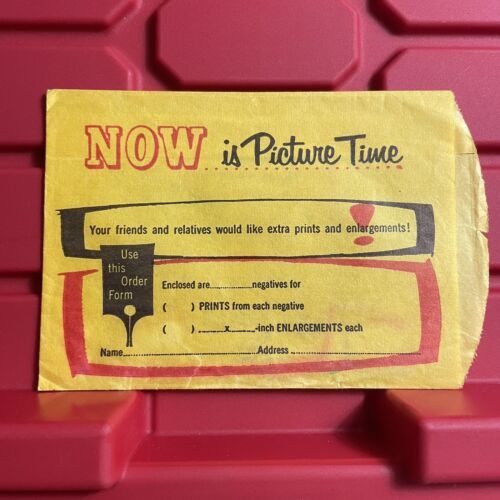 NOW is Picture Time
Your friends and relatives would like extra prints and enlargements!
Use
this
Order
Form
Enclosed are..............negatives for
( ) PRINTS from each negative
( ) ..........x..........-inch ENLARGEMENTS each
Name....................Address..............................